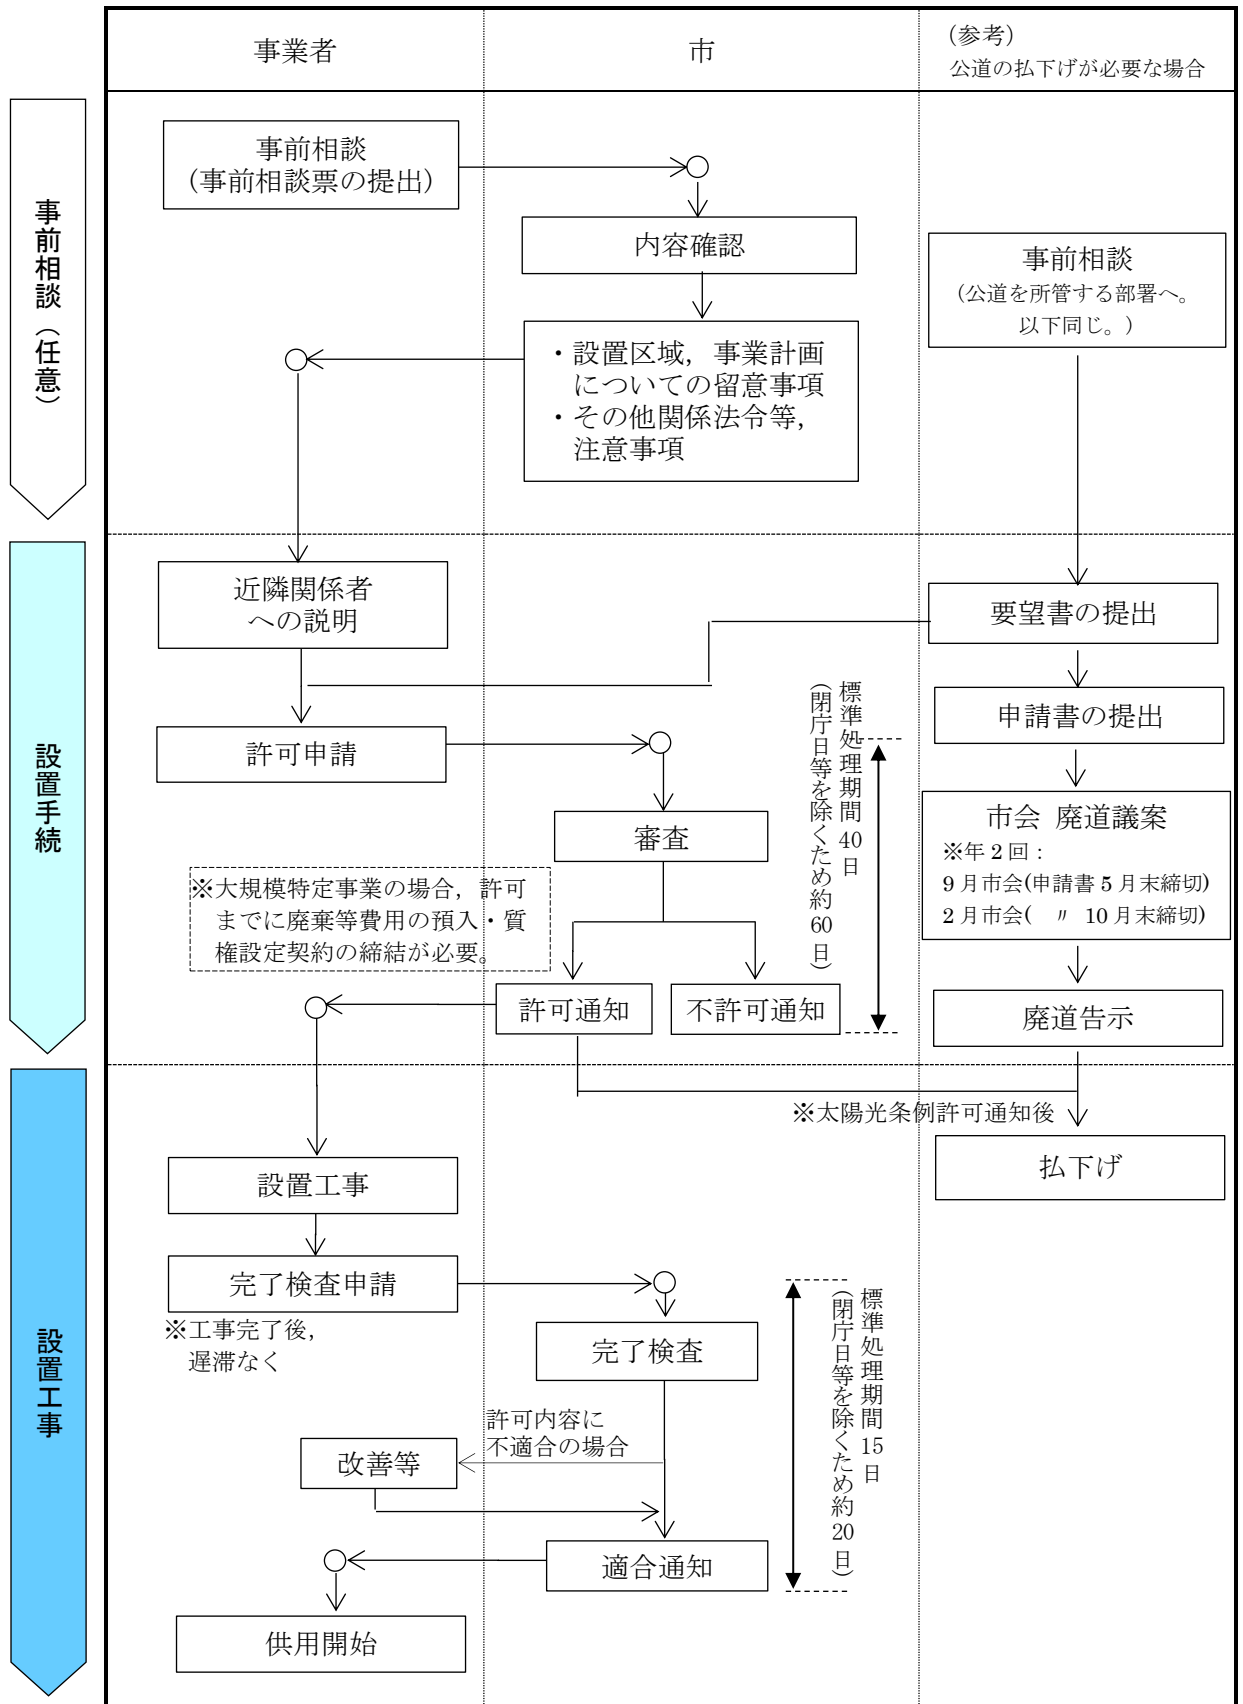 事業者
市
(参考)
公道の払下げが必要な場合
事前相談（任意）
事前相談
（事前相談票の提出）
内容確認
・設置区域，事業計画
についての留意事項
・その他関係法令等，
注意事項
事前相談
（公道を所管する部署へ。
以下同じ。）
設置手続
近隣関係者
への説明
要望書の提出
許可申請
申請書の提出
標準処理期間 40 日
（閉庁日等を除くため約 60 日）
審査
市会 廃道議案
※年 2 回：
9 月市会(申請書 5 月末締切)
2 月市会( 〃 10 月末締切)
※大規模特定事業の場合，許可
までに廃棄等費用の預入・質
権設定契約の締結が必要。
許可通知
不許可通知
廃道告示
設置工事
※太陽光条例許可通知後
払下げ
設置工事
完了検査申請
※工事完了後，
遅滞なく
完了検査
標準処理期間 15 日
（閉庁日等を除くため約 20 日）
許可内容に
不適合の場合
改善等
適合通知
供用開始